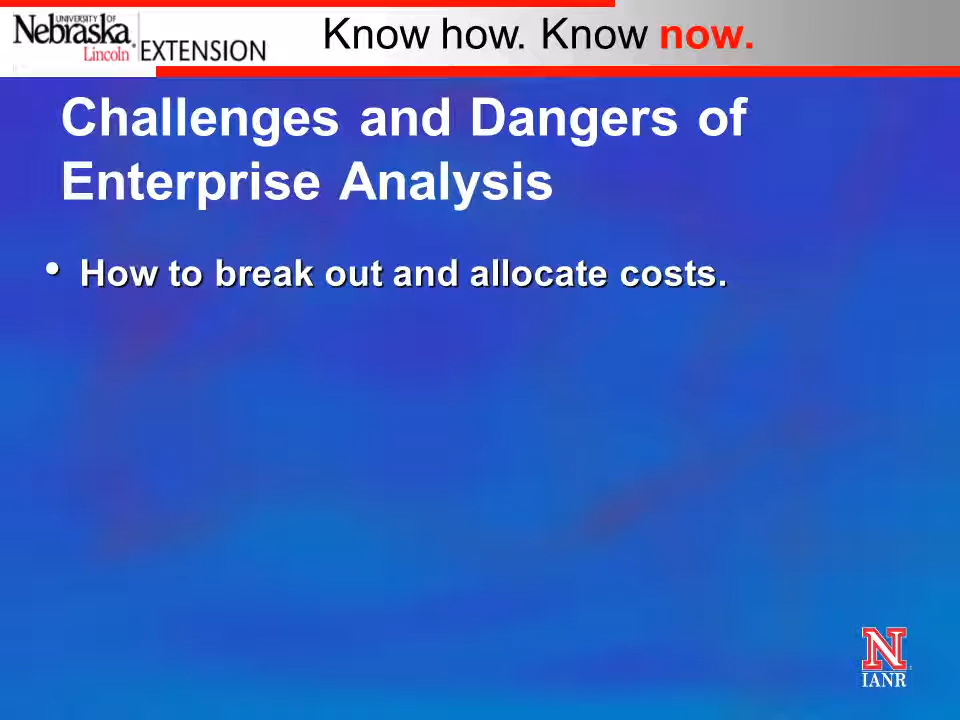 UNIVERSITY OF
Nebraska
Lincoln
EXTENSION
Know how. Know now.
Challenges and Dangers of
Enterprise Analysis
• How to break out and allocate costs.
N
IANR